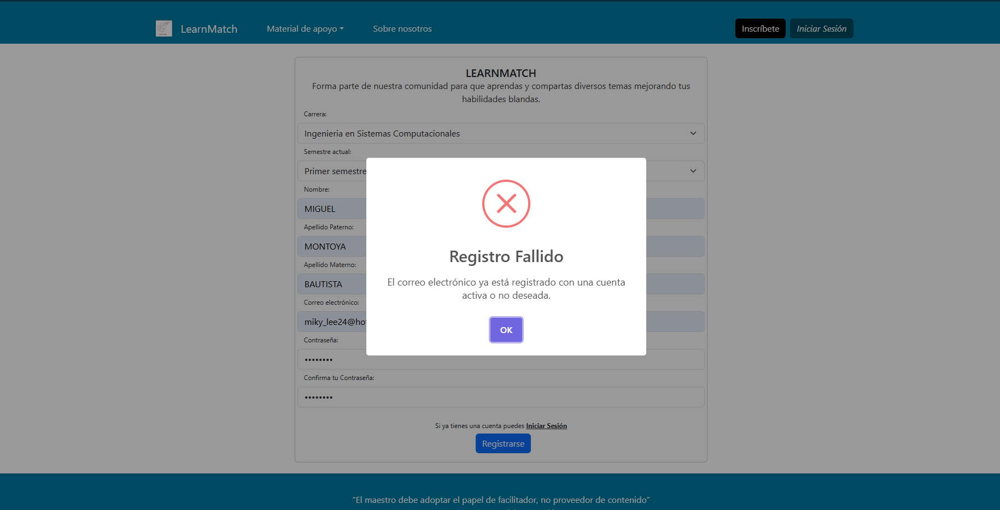 LearnMatch
Material de apoyo
Sobre nosotros
Inscríbete
Iniciar Sesión
LEARNMATCH
Forma parte de nuestra comunidad para que aprendas y compartas diversos temas mejorando tus
habilidades blandas.
Carrera:
Ingenieria en Sistemas Computacionales
Semestre actual:
Primer semestre
Nombre:
MIGUEL
Apellido Paterno:
MONTOYA
Apellido Materno:
BAUTISTA
Correo electrónico:
miky_lee24@ho
Contraseña:
••••••••
Confirma tu Contraseña:
••••••••
Registro Fallido
El correo electrónico ya está registrado con una cuenta
activa o no deseada.
OK
Si ya tienes una cuenta puedes Iniciar Sesión
Registrarse
"El maestro debe adoptar el papel de facilitador, no proveedor de contenido"